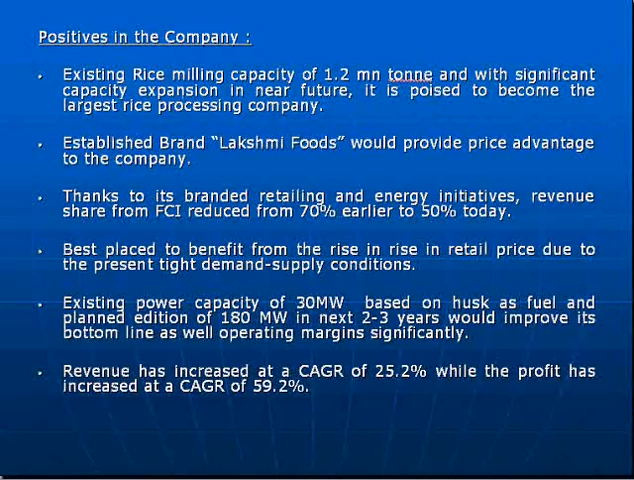 Positives in the Company :
• Existing Rice milling capacity of 1.2 mn tonne and with significant
capacity expansion in near future, it is poised to become the
largest rice processing company.
• Established Brand “Lakshmi Foods” would provide price advantage
to the company.
• Thanks to its branded retailing and energy initiatives, revenue
share from FCI reduced from 70% earlier to 50% today.
• Best placed to benefit from the rise in rise in retail price due to
the present tight demand-supply conditions.
• Existing power capacity of 30MW based on husk as fuel and
planned edition of 180 MW in next 2-3 years would improve its
bottom line as well operating margins significantly.
• Revenue has increased at a CAGR of 25.2% while the profit has
increased at a CAGR of 59.2%.